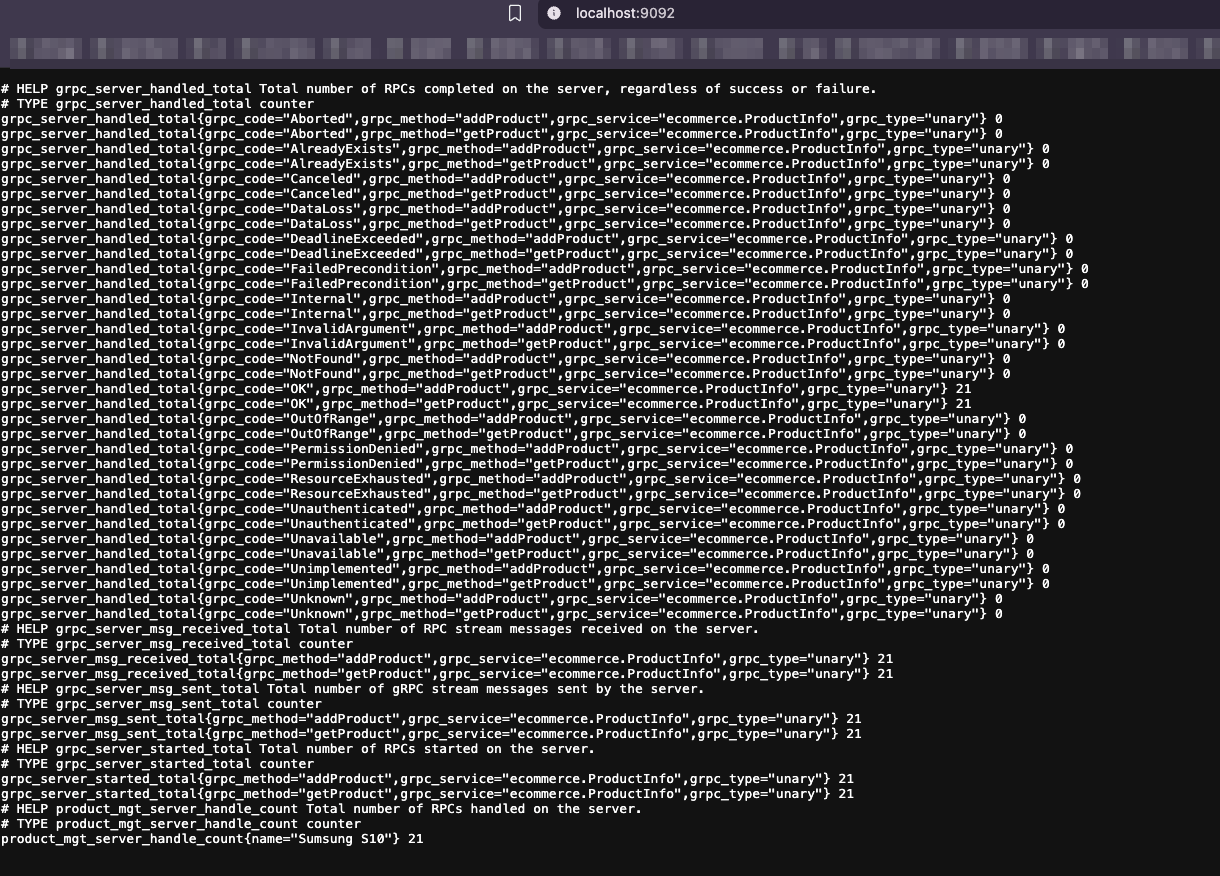 localhost:9092
# HELP grpc_server_handled_total Total number of RPCs completed on the server, regardless of success or failure.
# TYPE grpc_server_handled_total counter
grpc_server_handled_total{grpc_code="Aborted",grpc_method="addProduct",grpc_service="ecommerce.ProductInfo",grpc_type="unary"} 0
grpc_server_handled_total{grpc_code="Aborted",grpc_method="getProduct",grpc_service="ecommerce.ProductInfo",grpc_type="unary"} 0
grpc_server_handled_total{grpc_code="AlreadyExists",grpc_method="addProduct",grpc_service="ecommerce.ProductInfo",grpc_type="unary"} 0
grpc_server_handled_total{grpc_code="AlreadyExists",grpc_method="getProduct",grpc_service="ecommerce.ProductInfo",grpc_type="unary"} 0
grpc_server_handled_total{grpc_code="Canceled",grpc_method="addProduct",grpc_service="ecommerce.ProductInfo",grpc_type="unary"} 0
grpc_server_handled_total{grpc_code="Canceled",grpc_method="getProduct",grpc_service="ecommerce.ProductInfo",grpc_type="unary"} 0
grpc_server_handled_total{grpc_code="DataLoss",grpc_method="addProduct",grpc_service="ecommerce.ProductInfo",grpc_type="unary"} 0
grpc_server_handled_total{grpc_code="DataLoss",grpc_method="getProduct",grpc_service="ecommerce.ProductInfo",grpc_type="unary"} 0
grpc_server_handled_total{grpc_code="DeadlineExceeded",grpc_method="addProduct",grpc_service="ecommerce.ProductInfo",grpc_type="unary"} 0
grpc_server_handled_total{grpc_code="DeadlineExceeded",grpc_method="getProduct",grpc_service="ecommerce.ProductInfo",grpc_type="unary"} 0
grpc_server_handled_total{grpc_code="FailedPrecondition",grpc_method="addProduct",grpc_service="ecommerce.ProductInfo",grpc_type="unary"} 0
grpc_server_handled_total{grpc_code="FailedPrecondition",grpc_method="getProduct",grpc_service="ecommerce.ProductInfo",grpc_type="unary"} 0
grpc_server_handled_total{grpc_code="Internal",grpc_method="addProduct",grpc_service="ecommerce.ProductInfo",grpc_type="unary"} 0
grpc_server_handled_total{grpc_code="Internal",grpc_method="getProduct",grpc_service="ecommerce.ProductInfo",grpc_type="unary"} 0
grpc_server_handled_total{grpc_code="InvalidArgument",grpc_method="addProduct",grpc_service="ecommerce.ProductInfo",grpc_type="unary"} 0
grpc_server_handled_total{grpc_code="InvalidArgument",grpc_method="getProduct",grpc_service="ecommerce.ProductInfo",grpc_type="unary"} 0
grpc_server_handled_total{grpc_code="NotFound",grpc_method="addProduct",grpc_service="ecommerce.ProductInfo",grpc_type="unary"} 0
grpc_server_handled_total{grpc_code="NotFound",grpc_method="getProduct",grpc_service="ecommerce.ProductInfo",grpc_type="unary"} 0
grpc_server_handled_total{grpc_code="OK",grpc_method="addProduct",grpc_service="ecommerce.ProductInfo",grpc_type="unary"} 21
grpc_server_handled_total{grpc_code="OK",grpc_method="getProduct",grpc_service="ecommerce.ProductInfo",grpc_type="unary"} 21
grpc_server_handled_total{grpc_code="OutOfRange",grpc_method="addProduct",grpc_service="ecommerce.ProductInfo",grpc_type="unary"} 0
grpc_server_handled_total{grpc_code="OutOfRange",grpc_method="getProduct",grpc_service="ecommerce.ProductInfo",grpc_type="unary"} 0
grpc_server_handled_total{grpc_code="PermissionDenied",grpc_method="addProduct",grpc_service="ecommerce.ProductInfo",grpc_type="unary"} 0
grpc_server_handled_total{grpc_code="PermissionDenied",grpc_method="getProduct",grpc_service="ecommerce.ProductInfo",grpc_type="unary"} 0
grpc_server_handled_total{grpc_code="ResourceExhausted",grpc_method="addProduct",grpc_service="ecommerce.ProductInfo",grpc_type="unary"} 0
grpc_server_handled_total{grpc_code="ResourceExhausted",grpc_method="getProduct",grpc_service="ecommerce.ProductInfo",grpc_type="unary"} 0
grpc_server_handled_total{grpc_code="Unauthenticated",grpc_method="addProduct",grpc_service="ecommerce.ProductInfo",grpc_type="unary"} 0
grpc_server_handled_total{grpc_code="Unauthenticated",grpc_method="getProduct",grpc_service="ecommerce.ProductInfo",grpc_type="unary"} 0
grpc_server_handled_total{grpc_code="Unavailable",grpc_method="addProduct",grpc_service="ecommerce.ProductInfo",grpc_type="unary"} 0
grpc_server_handled_total{grpc_code="Unavailable",grpc_method="getProduct",grpc_service="ecommerce.ProductInfo",grpc_type="unary"} 0
grpc_server_handled_total{grpc_code="Unimplemented",grpc_method="addProduct",grpc_service="ecommerce.ProductInfo",grpc_type="unary"} 0
grpc_server_handled_total{grpc_code="Unimplemented",grpc_method="getProduct",grpc_service="ecommerce.ProductInfo",grpc_type="unary"} 0
grpc_server_handled_total{grpc_code="Unknown",grpc_method="addProduct",grpc_service="ecommerce.ProductInfo",grpc_type="unary"} 0
grpc_server_handled_total{grpc_code="Unknown",grpc_method="getProduct",grpc_service="ecommerce.ProductInfo",grpc_type="unary"} 0
# HELP grpc_server_msg_received_total Total number of RPC stream messages received on the server.
# TYPE grpc_server_msg_received_total counter
grpc_server_msg_received_total{grpc_method="addProduct",grpc_service="ecommerce.ProductInfo",grpc_type="unary"} 21
grpc_server_msg_received_total{grpc_method="getProduct",grpc_service="ecommerce.ProductInfo",grpc_type="unary"} 21
# HELP grpc_server_msg_sent_total Total number of gRPC stream messages sent by the server.
# TYPE grpc_server_msg_sent_total counter
grpc_server_msg_sent_total{grpc_method="addProduct",grpc_service="ecommerce.ProductInfo",grpc_type="unary"} 21
grpc_server_msg_sent_total{grpc_method="getProduct",grpc_service="ecommerce.ProductInfo",grpc_type="unary"} 21
# HELP grpc_server_started_total Total number of RPCs started on the server.
# TYPE grpc_server_started_total counter
grpc_server_started_total{grpc_method="addProduct",grpc_service="ecommerce.ProductInfo",grpc_type="unary"} 21
grpc_server_started_total{grpc_method="getProduct",grpc_service="ecommerce.ProductInfo",grpc_type="unary"} 21
# HELP product_mgt_server_handle_count Total number of RPCs handled on the server.
# TYPE product_mgt_server_handle_count counter
product_mgt_server_handle_count{name="Sumsung S10"} 21